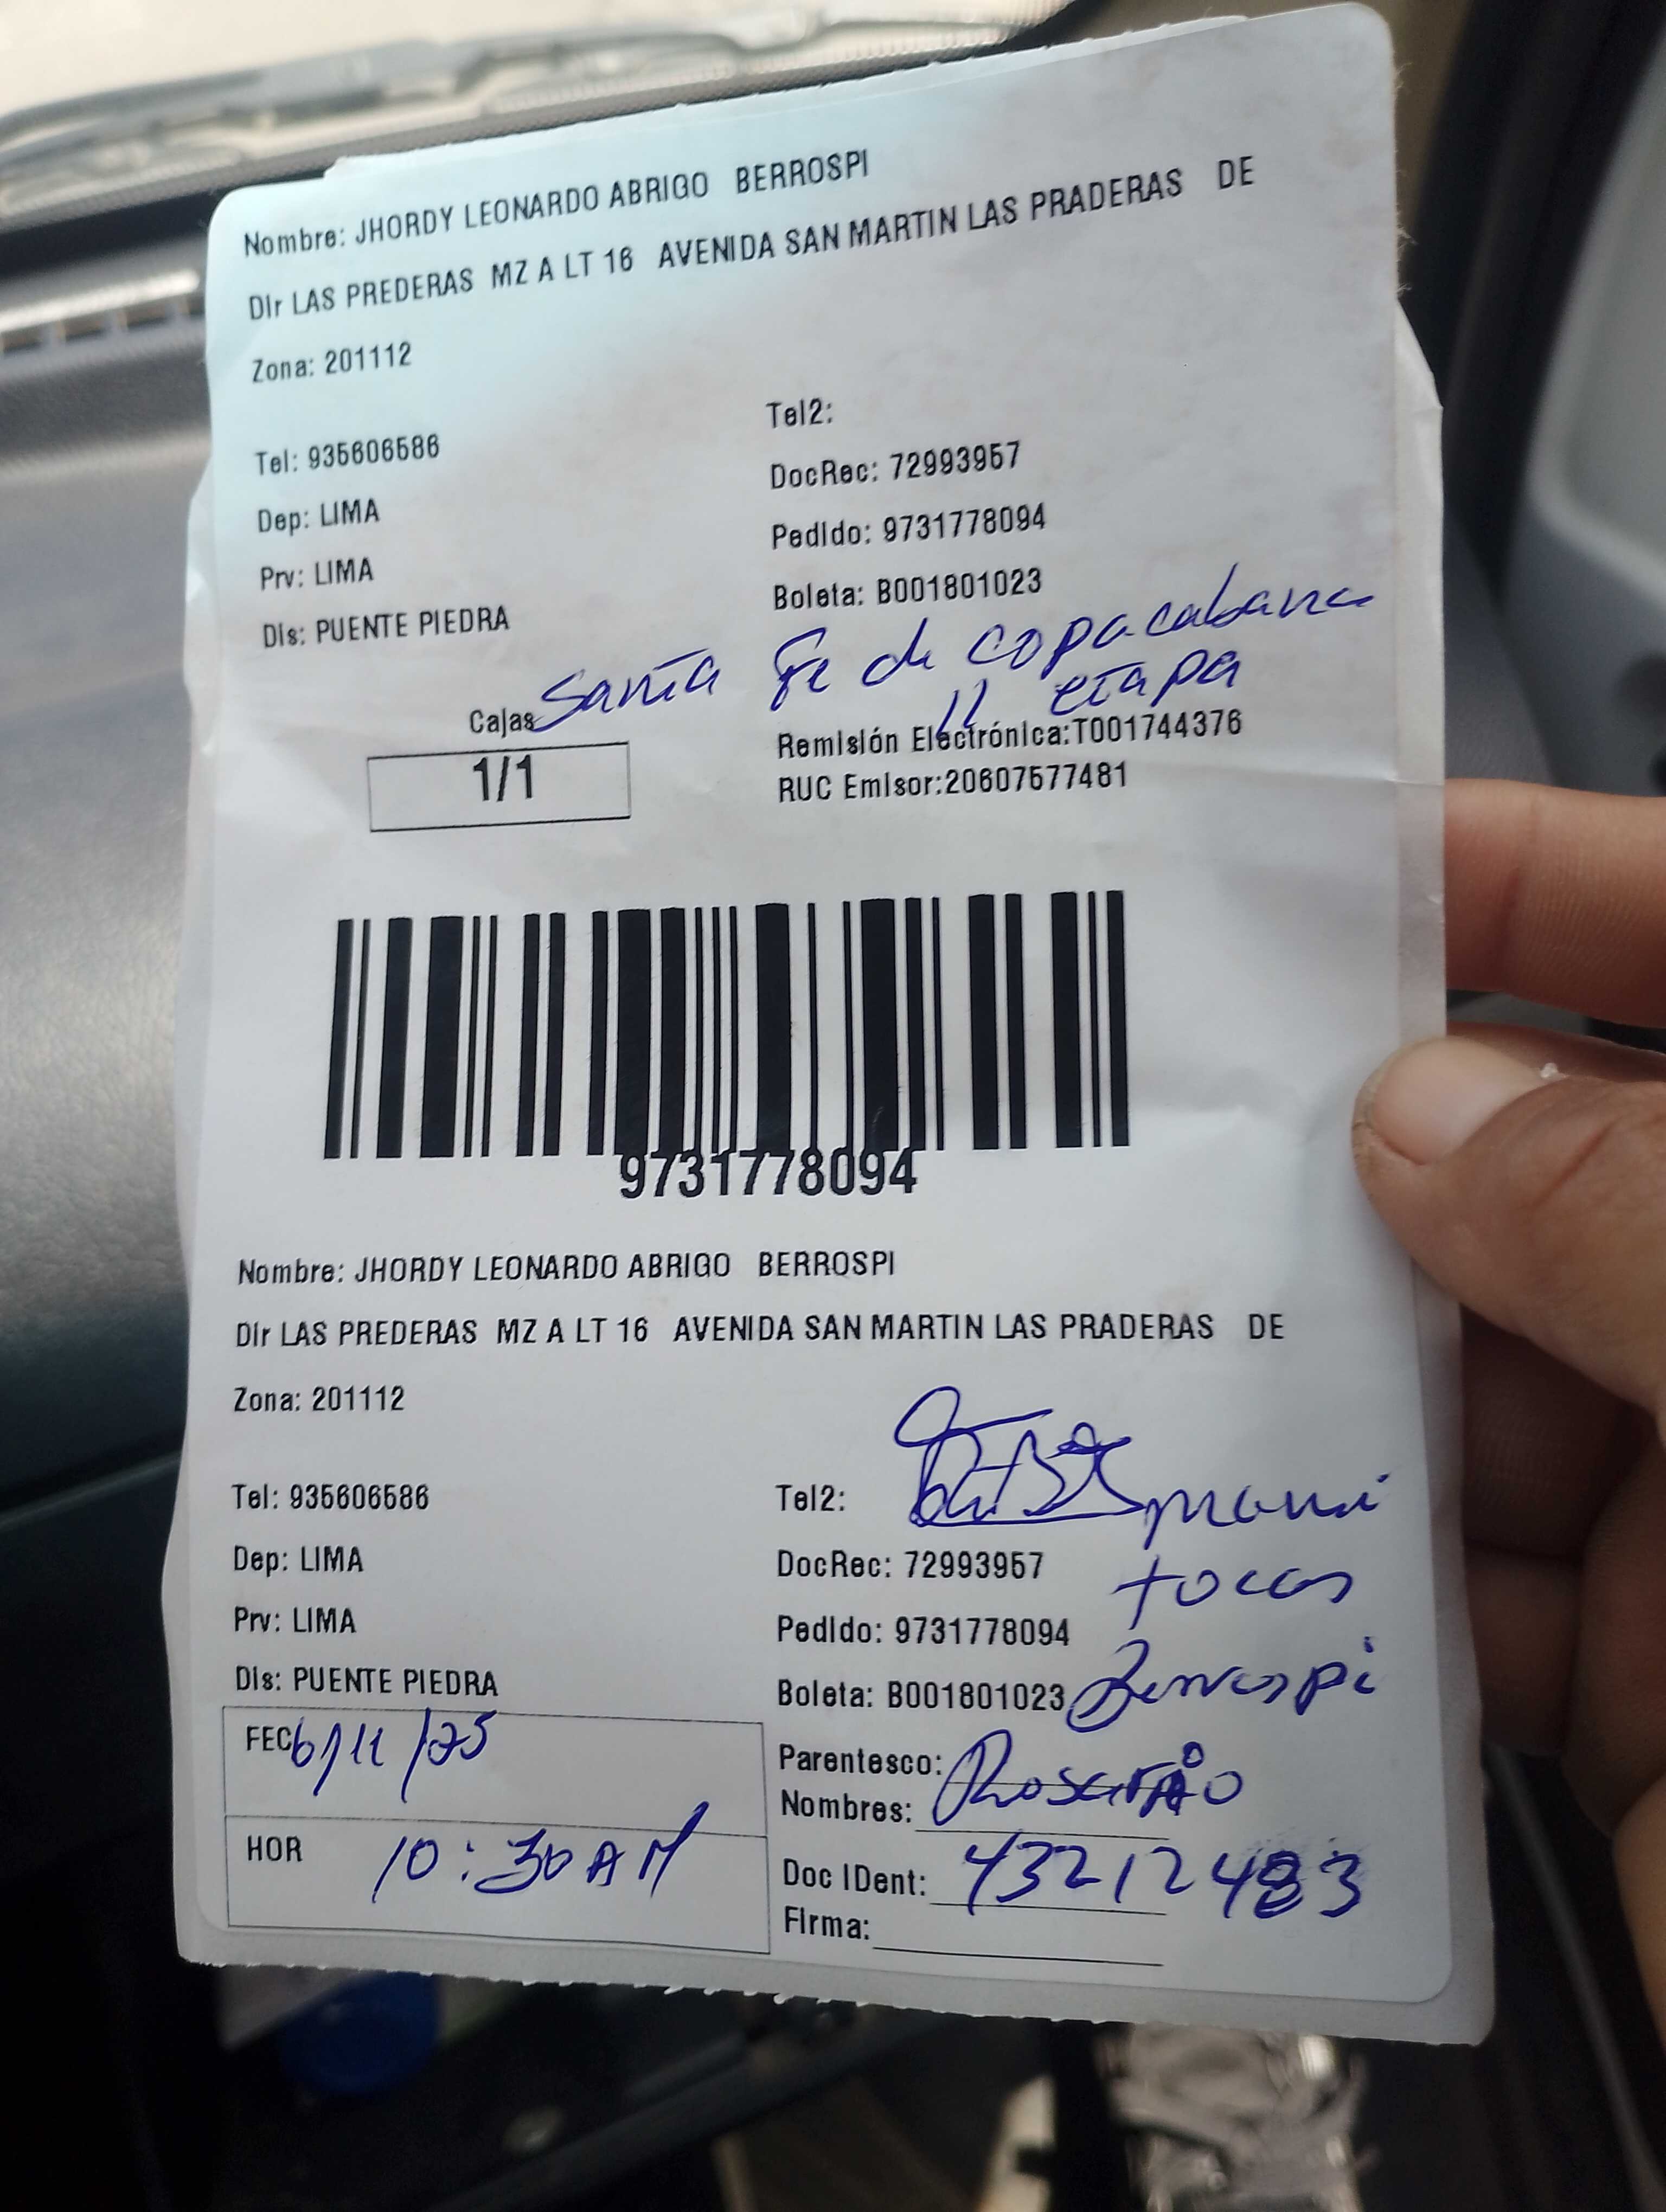 Nombre: JHORDY LEONARDO ABRIGO BERROSPI
Dir LAS PREDERAS MZ A LT 16 AVENIDA SAN MARTIN LAS PRADERAS DE
Zona: 201112
Tel: 935606586
Tel2:
Dep: LIMA
DocRec: 72993957
Prv: LIMA
Pedido: 9731778094
Dis: PUENTE PIEDRA
Boleta: B001801023
Santa Fe de copacabana
11 etapa
Cajas
1/1
Remisión Electrónica:T001744376
RUC Emisor:20607577481
9731778094
Nombre: JHORDY LEONARDO ABRIGO BERROSPI
Dir LAS PREDERAS MZ A LT 16 AVENIDA SAN MARTIN LAS PRADERAS DE
Zona: 201112
Tel: 935606586
Tel2:
Dep: LIMA
DocRec: 72993957
Prv: LIMA
Pedido: 9731778094
Dis: PUENTE PIEDRA
Boleta: B001801023 Berrospi
FEC 6/11/25
Parentesco:
Nombres: Rosario
HOR 10:30 AM
Doc IDent: 43212483
Firma: